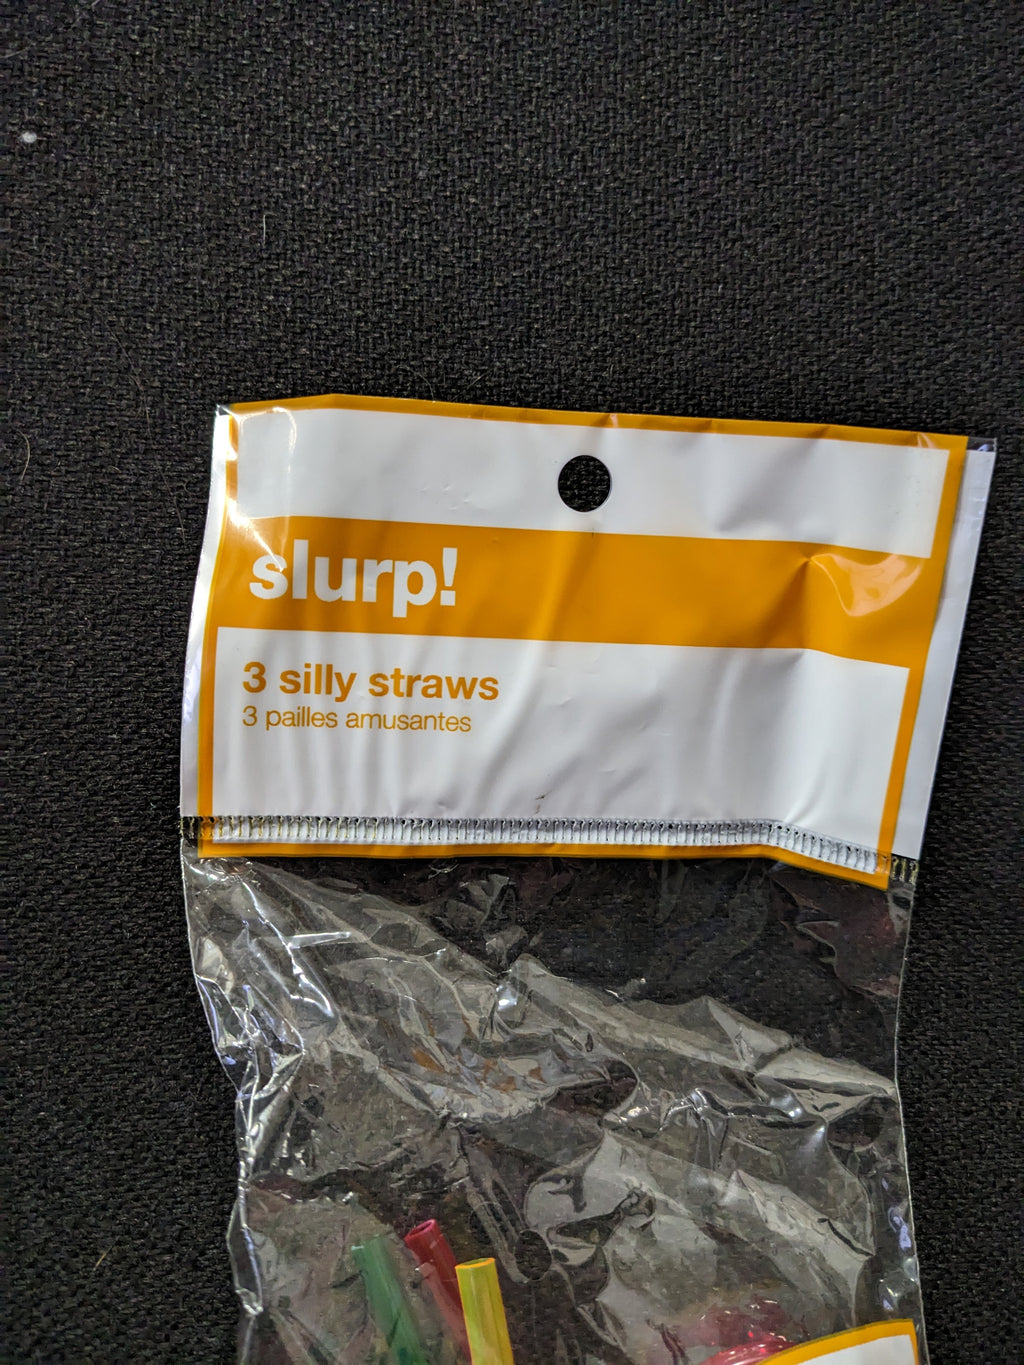 slurp!
3 silly straws
3 pailles amusantes